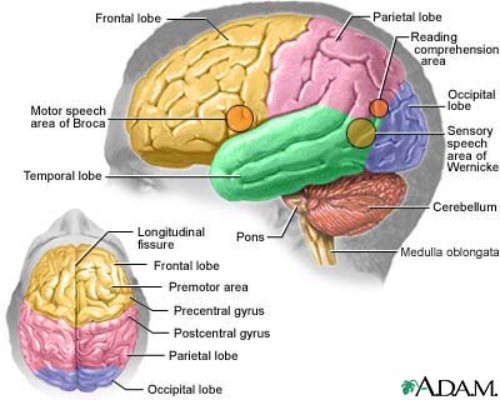 Frontal lobe
Parietal lobe
Reading
comprehension
area
Motor speech
area of Broca
Occipital
lobe
Sensory
speech
area of
Wernicke
Temporal lobe
Cerebellum
Pons
Medulla oblongata
Longitudinal
fissure
Frontal lobe
Premotor area
Precentral gyrus
Postcentral gyrus
Parietal lobe
Occipital lobe
A.D.A.M.